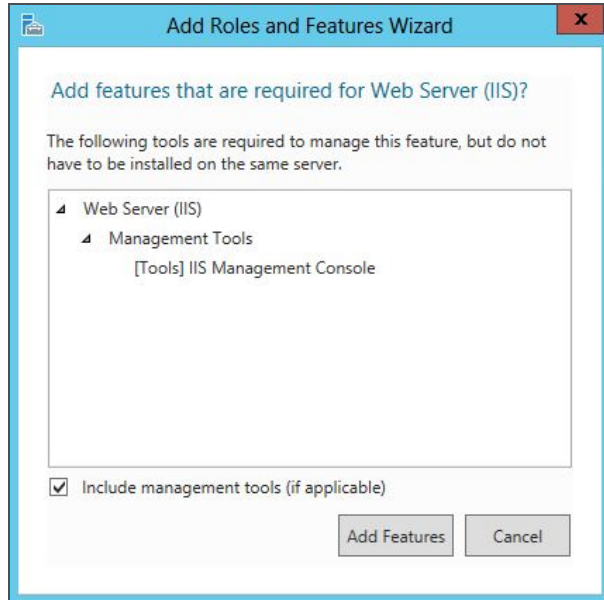 Add Roles and Features Wizard
x
Add features that are required for Web Server (IIS)?
The following tools are required to manage this feature, but do not
have to be installed on the same server.
Web Server (IIS)
Management Tools
[Tools] IIS Management Console
Include management tools (if applicable)
Add Features Cancel